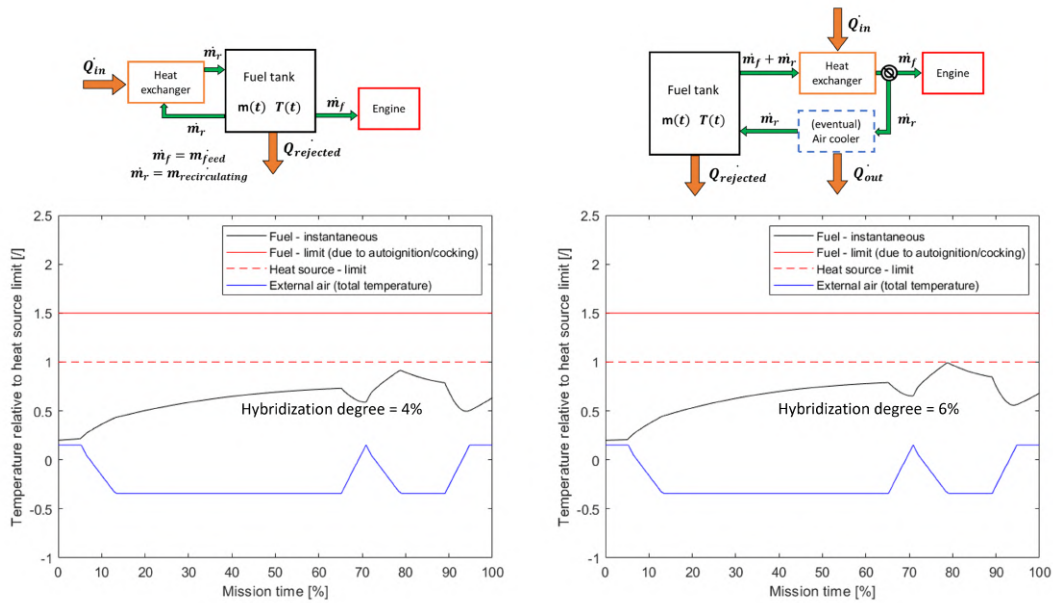 Q̇in
ṁr
Heat
exchanger
Fuel tank
m(t) T(t)
ṁf
Engine
ṁr
Q̇rejected
ṁf = ṁfeed
ṁr = ṁrecirculating
Q̇in
ṁf + ṁr
Heat
exchanger
ṁf
Engine
Fuel tank
m(t) T(t)
ṁr
(eventual)
Air cooler
ṁr
Q̇rejected
Q̇out
Temperature relative to heat source limit [/]
2.5
2
1.5
1
0.5
0
-0.5
-1
Fuel - instantaneous
Fuel - limit (due to autoignition/cocking)
Heat source - limit
External air (total temperature)
Hybridization degree = 4%
0 10 20 30 40 50 60 70 80 90 100
Mission time [%]
Temperature relative to heat source limit [/]
2.5
2
1.5
1
0.5
0
-0.5
-1
Fuel - instantaneous
Fuel - limit (due to autoignition/cocking)
Heat source - limit
External air (total temperature)
Hybridization degree = 6%
0 10 20 30 40 50 60 70 80 90 100
Mission time [%]